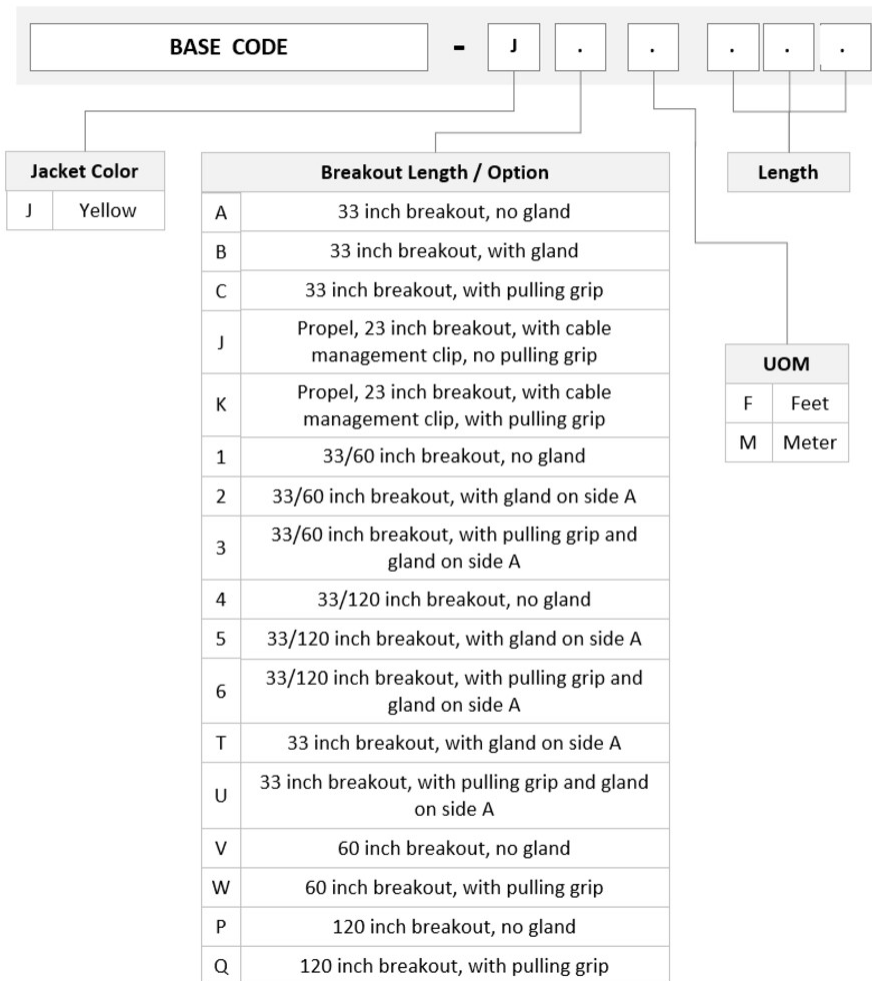 BASE CODE - J . . . . .
Jacket Color
J Yellow
Breakout Length / Option
A 33 inch breakout, no gland
B 33 inch breakout, with gland
C 33 inch breakout, with pulling grip
J Propel, 23 inch breakout, with cable
management clip, no pulling grip
K Propel, 23 inch breakout, with cable
management clip, with pulling grip
1 33/60 inch breakout, no gland
2 33/60 inch breakout, with gland on side A
3 33/60 inch breakout, with pulling grip and
gland on side A
4 33/120 inch breakout, no gland
5 33/120 inch breakout, with gland on side A
6 33/120 inch breakout, with pulling grip and
gland on side A
T 33 inch breakout, with gland on side A
U 33 inch breakout, with pulling grip and gland
on side A
V 60 inch breakout, no gland
W 60 inch breakout, with pulling grip
P 120 inch breakout, no gland
Q 120 inch breakout, with pulling grip
Length
UOM
F Feet
M Meter